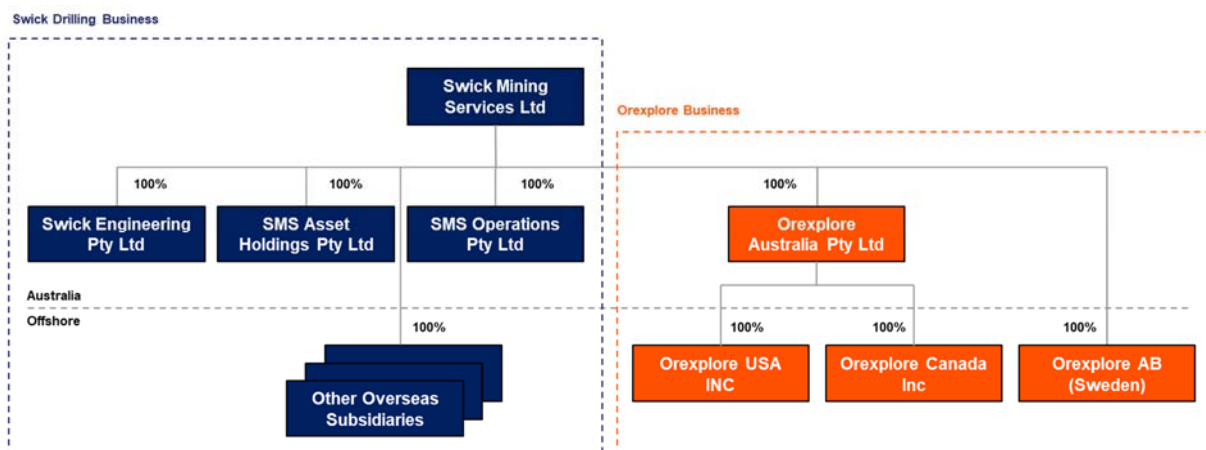 Swick Drilling Business
Swick Mining
Services Ltd
Orexplore Business
100%
100%
100%
100%
Swick Engineering
Pty Ltd
SMS Asset
Holdings Pty Ltd
SMS Operations
Pty Ltd
Orexplore
Australia Pty Ltd
Australia
Offshore
100%
100%
100%
100%
Other Overseas
Subsidiaries
Orexplore USA
INC
Orexplore Canada
Inc
Orexplore AB
(Sweden)